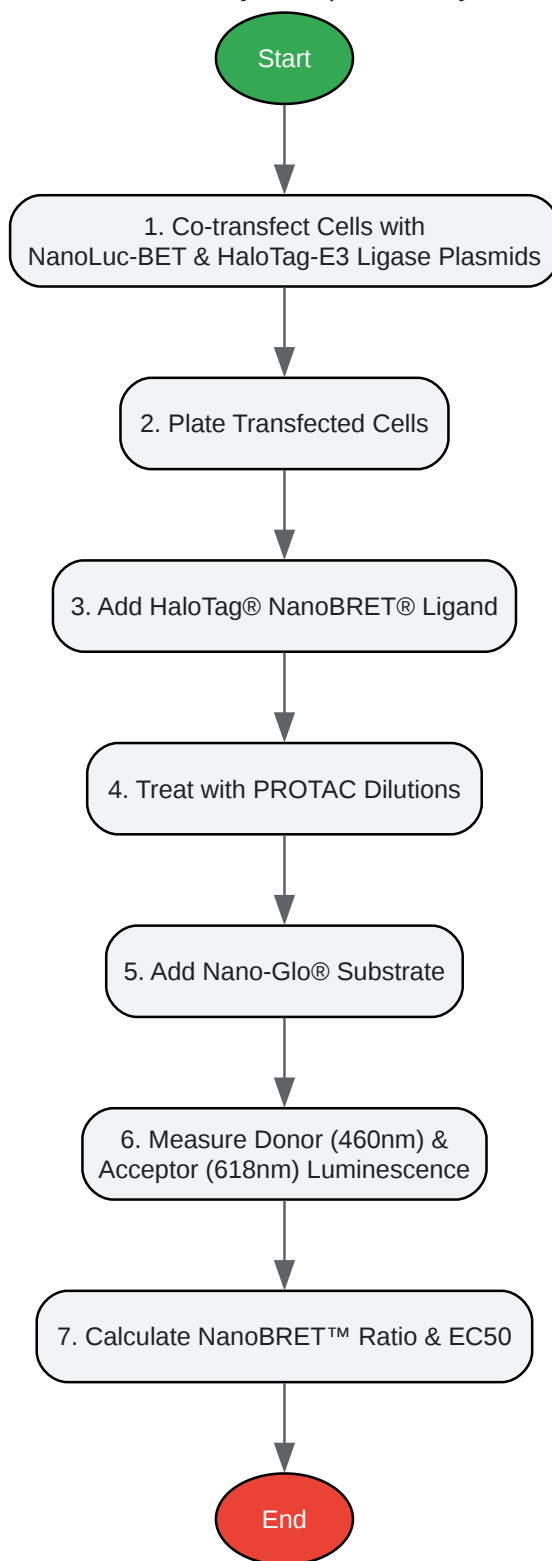 Start
1. Co-transfect Cells with
NanoLuc-BET & HaloTag-E3 Ligase Plasmids
2. Plate Transfected Cells
3. Add HaloTag® NanoBRET® Ligand
4. Treat with PROTAC Dilutions
5. Add Nano-Glo® Substrate
6. Measure Donor (460nm) &
Acceptor (618nm) Luminescence
7. Calculate NanoBRET™ Ratio & EC50
End